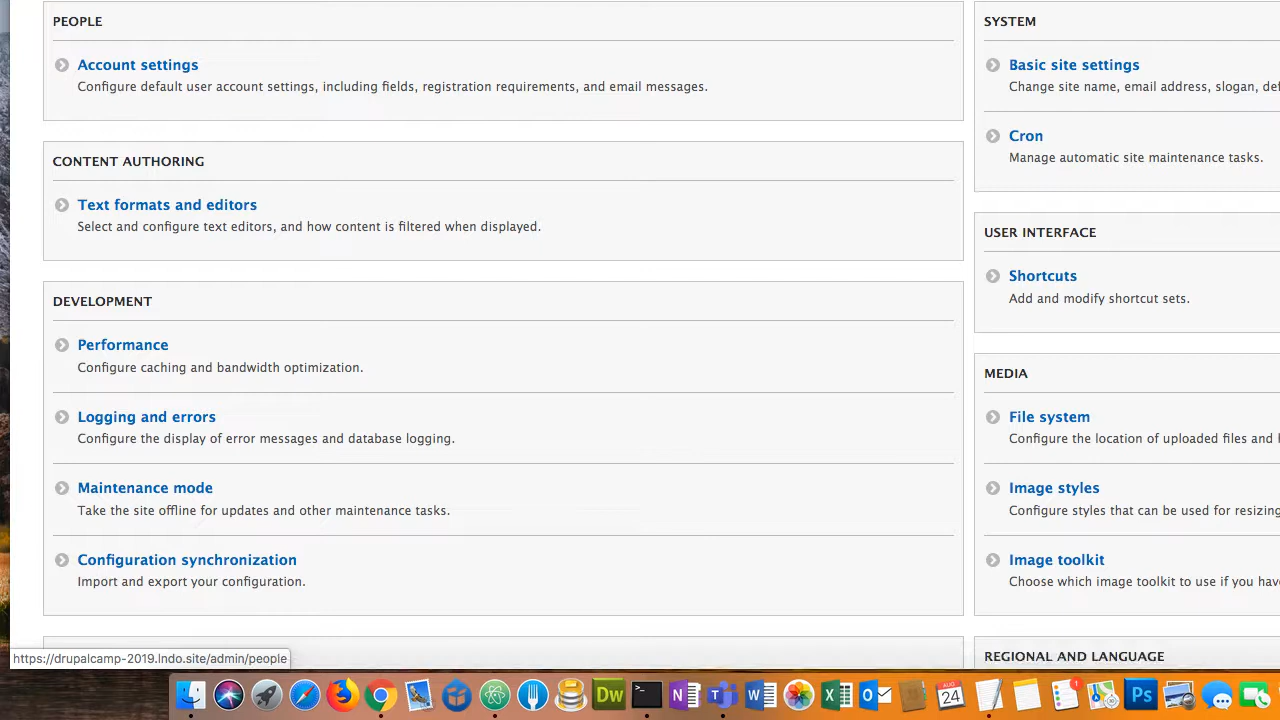 PEOPLE
Account settings
Configure default user account settings, including fields, registration requirements, and email messages.
CONTENT AUTHORING
Text formats and editors
Select and configure text editors, and how content is filtered when displayed.
DEVELOPMENT
Performance
Configure caching and bandwidth optimization.
Logging and errors
Configure the display of error messages and database logging.
Maintenance mode
Take the site offline for updates and other maintenance tasks.
Configuration synchronization
Import and export your configuration.
SYSTEM
Basic site settings
Change site name, email address, slogan, def
Cron
Manage automatic site maintenance tasks.
USER INTERFACE
Shortcuts
Add and modify shortcut sets.
MEDIA
File system
Configure the location of uploaded files and
Image styles
Configure styles that can be used for resizing
Image toolkit
Choose which image toolkit to use if you have
REGIONAL AND LANGUAGE
https://drupalcamp-2019.lndo.site/admin/people
Dw
N
T
W
X
O
AUG
24
1
Ps